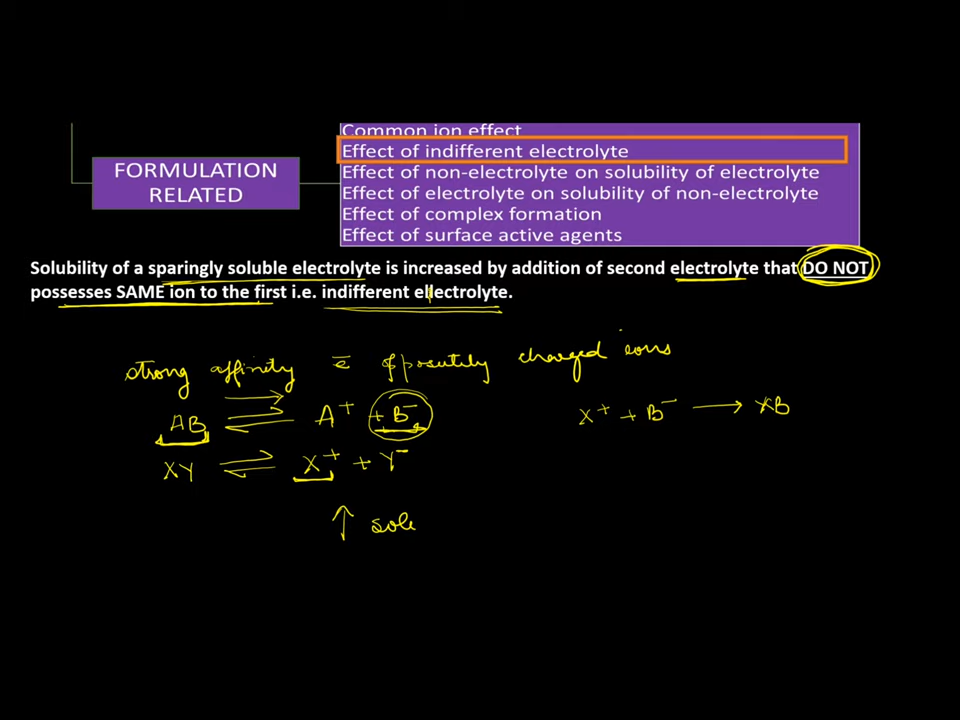 Common ion effect
Effect of indifferent electrolyte
FORMULATION RELATED
Effect of non-electrolyte on solubility of electrolyte
Effect of electrolyte on solubility of non-electrolyte
Effect of complex formation
Effect of surface active agents
Solubility of a sparingly soluble electrolyte is increased by addition of second electrolyte that DO NOT
possesses SAME ion to the first i.e. indifferent ellectrolyte.
strong affinity c̄ oppositely charged ions
AB ⇌ A⁺ + B⁻
X⁺ + B⁻ → XB
XY ⇌ X⁺ + Y⁻
↑ sole